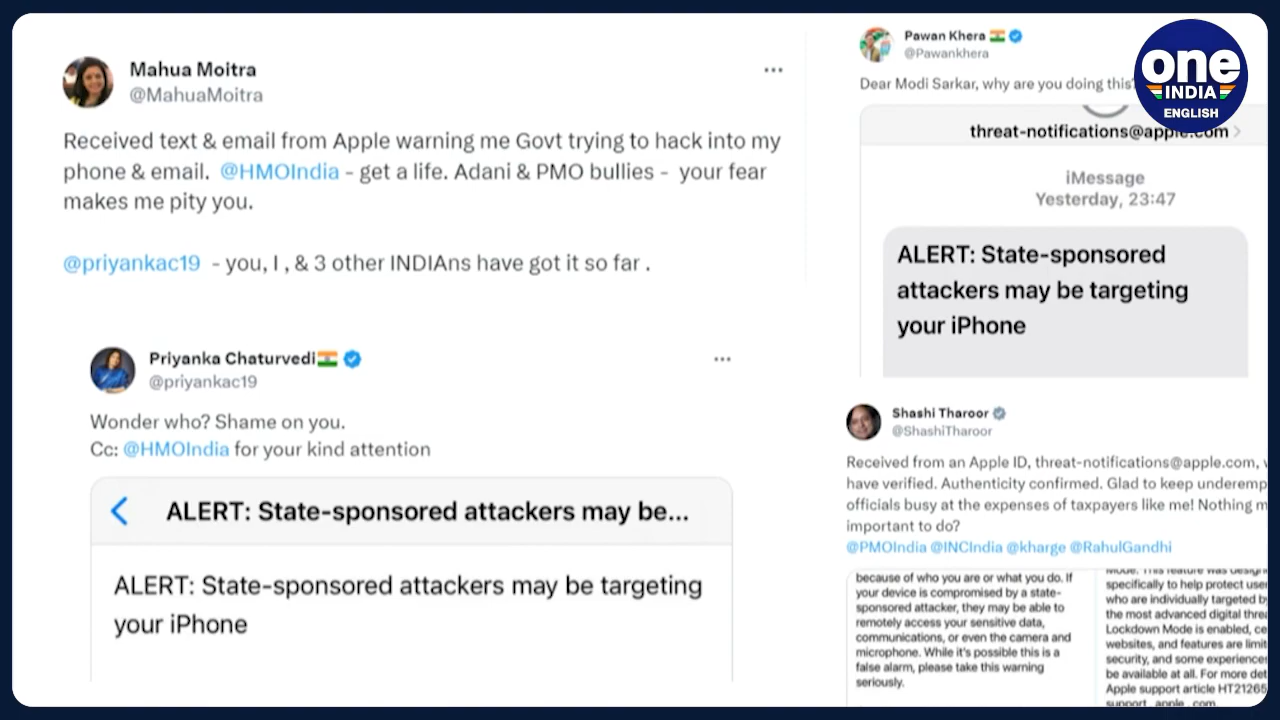 Mahua Moitra
@MahuaMoitra
Received text & email from Apple warning me Govt trying to hack into my
phone & email. @HMOIndia - get a life. Adani & PMO bullies - your fear
makes me pity you.
@priyankac19 - you, I , & 3 other INDIAns have got it so far .
Priyanka Chaturvedi
@priyankac19
Wonder who? Shame on you.
Cc: @HMOIndia for your kind attention
ALERT: State-sponsored attackers may be...
ALERT: State-sponsored attackers may be targeting
your iPhone
Pawan Khera
@Pawankhera
Dear Modi Sarkar, why are you doing this?
threat-notifications@apple.com
iMessage
Yesterday, 23:47
ALERT: State-sponsored
attackers may be targeting
your iPhone
one
INDIA
ENGLISH
Shashi Tharoor
@ShashiTharoor
Received from an Apple ID, threat-notifications@apple.com,
have verified. Authenticity confirmed. Glad to keep underemp
officials busy at the expenses of taxpayers like me! Nothing m
important to do?
@PMOIndia @INCIndia @kharge @RahulGandhi
because of who you are or what you do. If
your device is compromised by a state-
sponsored attacker, they may be able to
remotely access your sensitive data,
communications, or even the camera and
microphone. While it's possible this is a
false alarm, please take this warning
seriously.
Mode. This feature was design
specifically to help protect use
who are individually targeted b
the most advanced digital threa
Lockdown Mode is enabled, ce
websites, and features are limit
security, and some experiences
be available at all. For more det
Apple support article HT21265
support . apple . com.